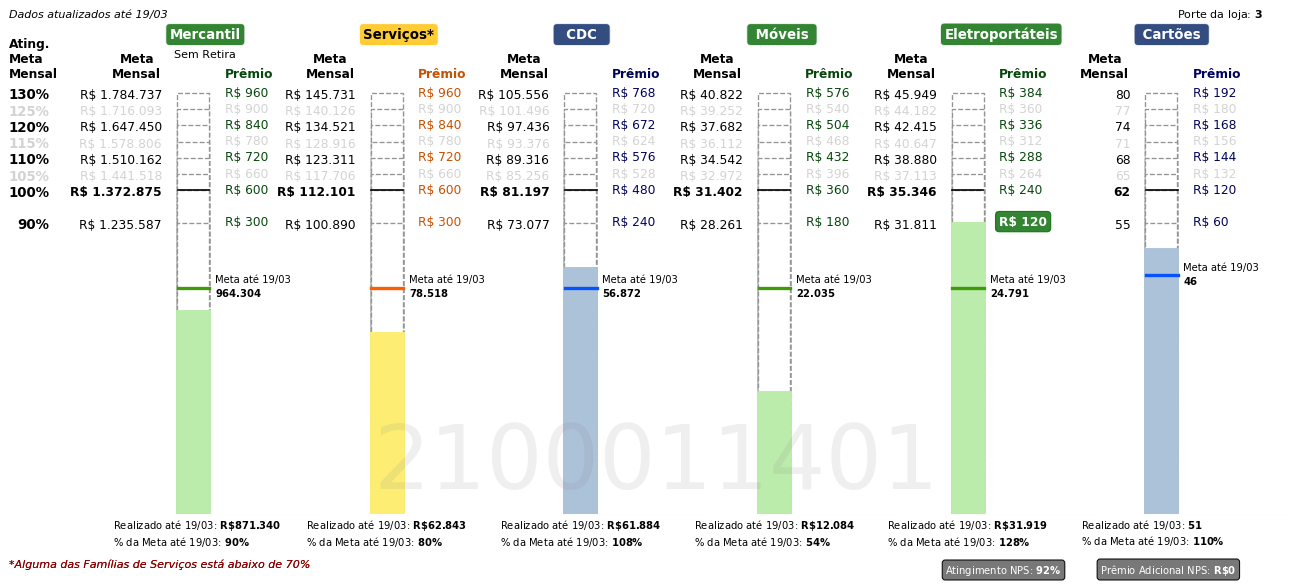 Dados atualizados até 19/03 Porte da loja: 3
Mercantil Serviços* CDC Móveis Eletroportáteis Cartões
Sem Retira
Ating. Meta Mensal Meta Mensal Prêmio Meta Mensal Prêmio Meta Mensal Prêmio Meta Mensal Prêmio Meta Mensal Prêmio Meta Mensal Prêmio
130% R$ 1.784.737 R$ 960 R$ 145.731 R$ 960 R$ 105.556 R$ 768 R$ 40.822 R$ 576 R$ 45.949 R$ 384 80 R$ 192
125% R$ 1.716.093 R$ 900 R$ 140.126 R$ 900 R$ 101.496 R$ 720 R$ 39.252 R$ 540 R$ 44.182 R$ 360 77 R$ 180
120% R$ 1.647.450 R$ 840 R$ 134.521 R$ 840 R$ 97.436 R$ 672 R$ 37.682 R$ 504 R$ 42.415 R$ 336 74 R$ 168
115% R$ 1.578.806 R$ 780 R$ 128.916 R$ 780 R$ 93.376 R$ 624 R$ 36.112 R$ 468 R$ 40.647 R$ 312 71 R$ 156
110% R$ 1.510.162 R$ 720 R$ 123.311 R$ 720 R$ 89.316 R$ 576 R$ 34.542 R$ 432 R$ 38.880 R$ 288 68 R$ 144
105% R$ 1.441.518 R$ 660 R$ 117.706 R$ 660 R$ 85.256 R$ 528 R$ 32.972 R$ 396 R$ 37.113 R$ 264 65 R$ 132
100% R$ 1.372.875 R$ 600 R$ 112.101 R$ 600 R$ 81.197 R$ 480 R$ 31.402 R$ 360 R$ 35.346 R$ 240 62 R$ 120
90% R$ 1.235.587 R$ 300 R$ 100.890 R$ 300 R$ 73.077 R$ 240 R$ 28.261 R$ 180 R$ 31.811 R$ 120 55 R$ 60
Meta até 19/03 Meta até 19/03 Meta até 19/03 Meta até 19/03 Meta até 19/03 Meta até 19/03
964.304 78.518 56.872 22.035 24.791 46
2100011401
Realizado até 19/03: R$871.340 Realizado até 19/03: R$62.843 Realizado até 19/03: R$61.884 Realizado até 19/03: R$12.084 Realizado até 19/03: R$31.919 Realizado até 19/03: 51
% da Meta até 19/03: 90% % da Meta até 19/03: 80% % da Meta até 19/03: 108% % da Meta até 19/03: 54% % da Meta até 19/03: 128% % da Meta até 19/03: 110%
*Alguma das Famílias de Serviços está abaixo de 70% Atingimento NPS: 92% Prêmio Adicional NPS: R$0